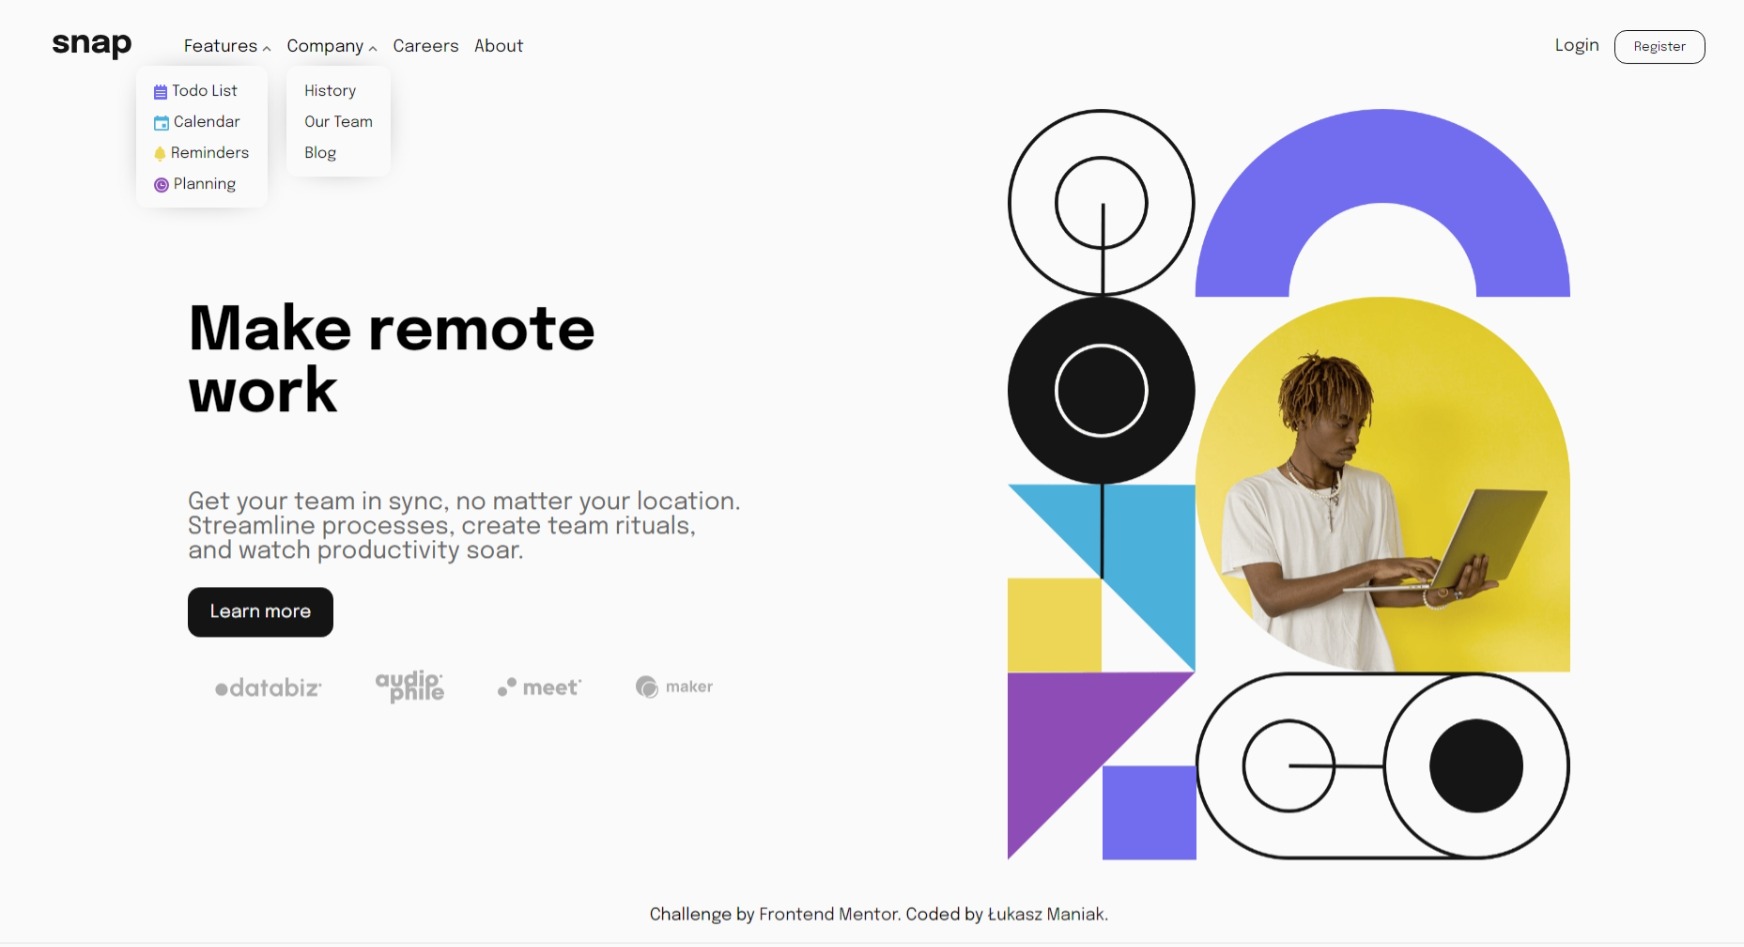 snap
Features Company Careers About
Login Register
Todo List
Calendar
Reminders
Planning
History
Our Team
Blog
Make remote
work
Get your team in sync, no matter your location.
Streamline processes, create team rituals,
and watch productivity soar.
Learn more
databiz audiophile meet maker
Challenge by Frontend Mentor. Coded by Łukasz Maniak.